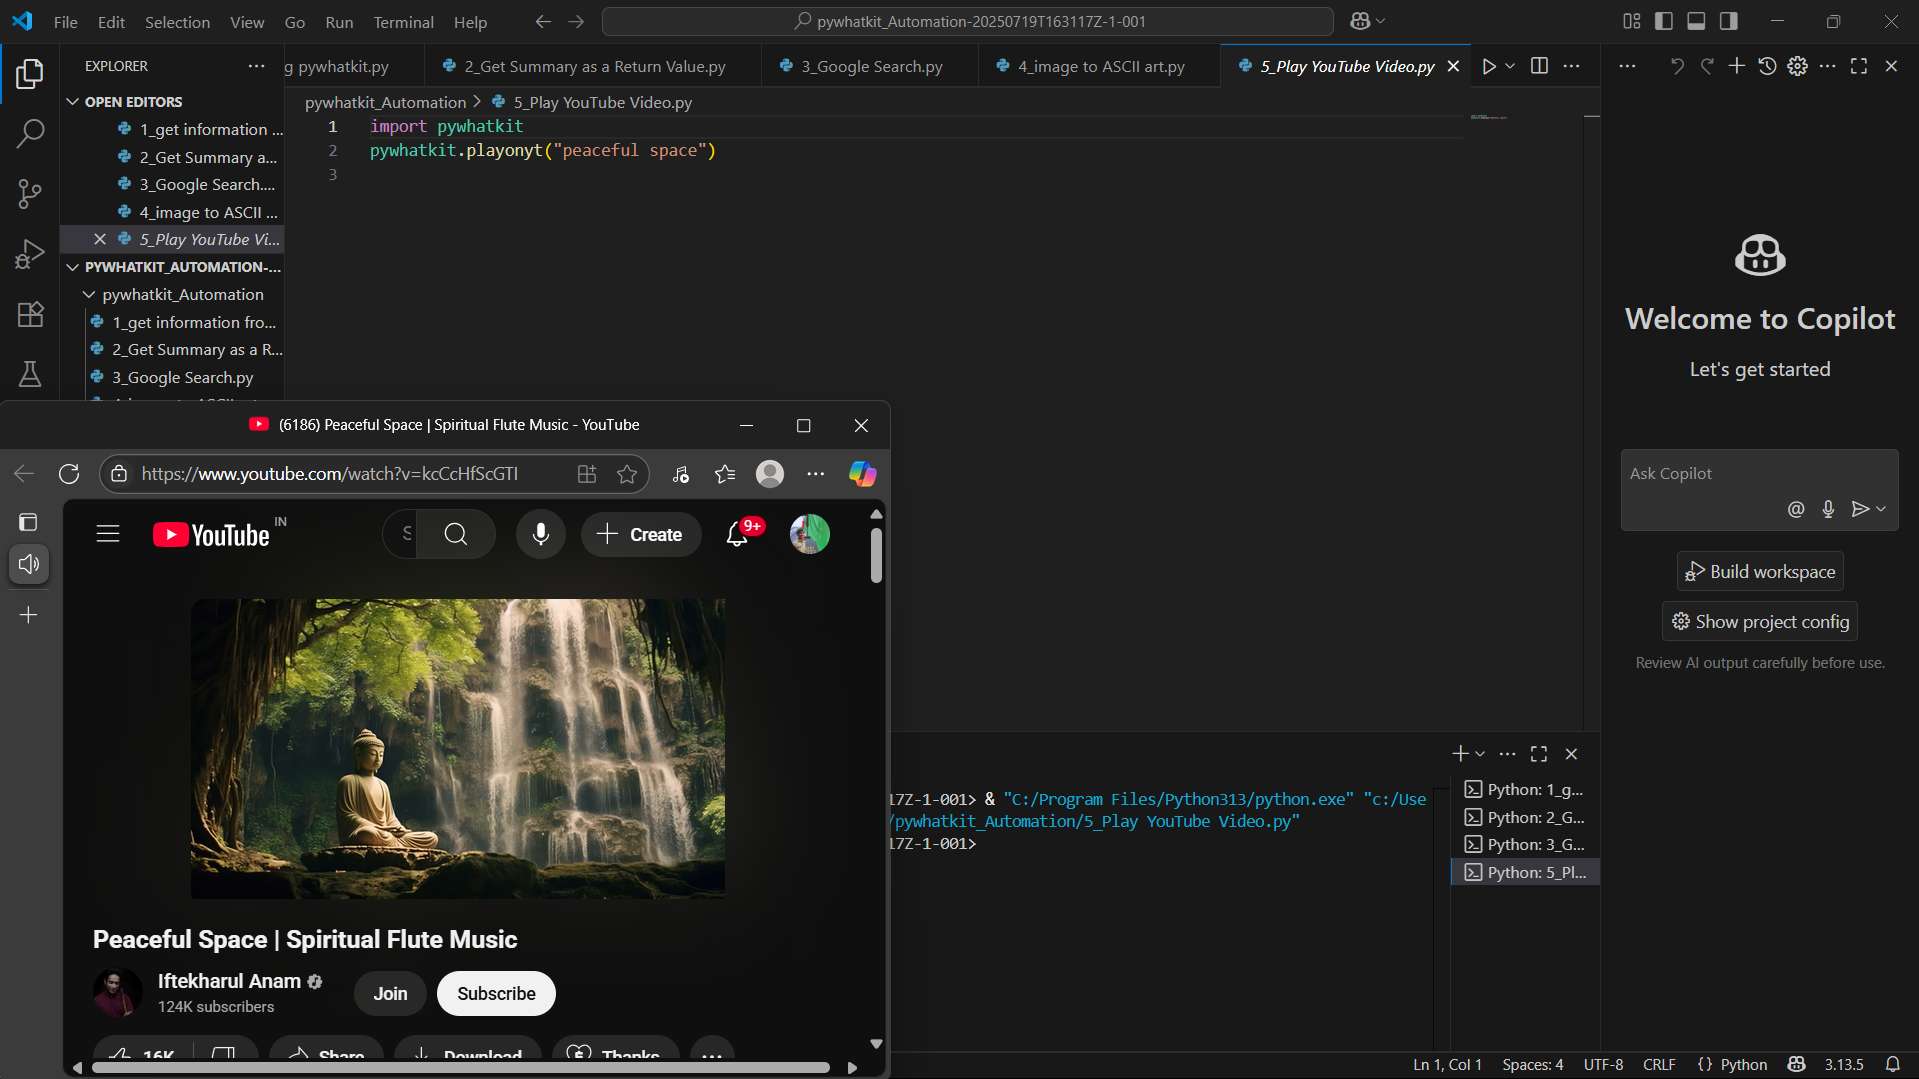 File Edit Selection View Go Run Terminal Help
pywhatkit_Automation-20250719T163117Z-1-001
EXPLORER
g pywhatkit.py
2_Get Summary as a Return Value.py
3_Google Search.py
4_image to ASCII art.py
5_Play YouTube Video.py
OPEN EDITORS
1_get information ...
2_Get Summary a...
3_Google Search....
4_image to ASCII ...
5_Play YouTube Vi...
PYWHATKIT_AUTOMATION-...
pywhatkit_Automation
1_get information fro...
2_Get Summary as a R...
3_Google Search.py
pywhatkit_Automation > 5_Play YouTube Video.py
1 import pywhatkit
2 pywhatkit.playonyt("peaceful space")
3
Welcome to Copilot
Let's get started
Ask Copilot
Build workspace
Show project config
Review AI output carefully before use.
(6186) Peaceful Space | Spiritual Flute Music - YouTube
https://www.youtube.com/watch?v=kcCcHfScGTI
YouTube IN
S
Create
9+
Peaceful Space | Spiritual Flute Music
Iftekharul Anam
124K subscribers
Join
Subscribe
16K
Share
Download
Thanks
17Z-1-001> & "C:/Program Files/Python313/python.exe" "c:/Use
/pywhatkit_Automation/5_Play YouTube Video.py"
17Z-1-001>
Python: 1_g...
Python: 2_G...
Python: 3_G...
Python: 5_Pl...
Ln 1, Col 1 Spaces: 4 UTF-8 CRLF {} Python 3.13.5